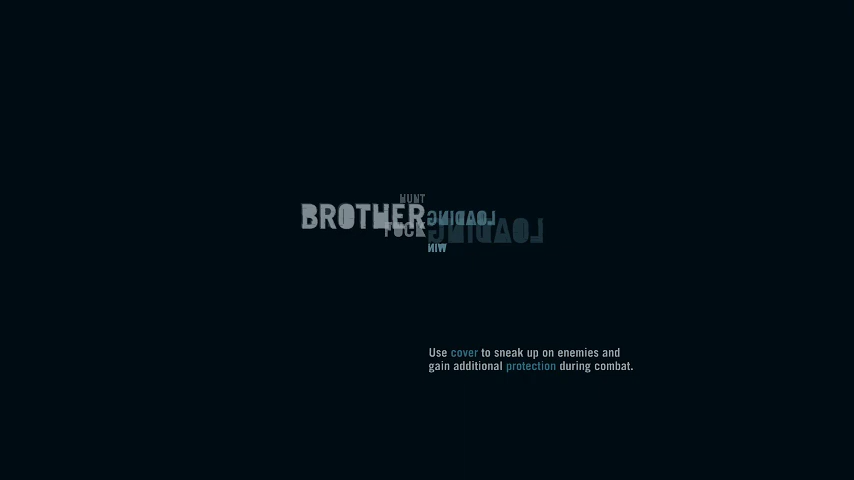 HUNT
BROTHER
FUCK
LOADING
LOADING
WIN
Use cover to sneak up on enemies and
gain additional protection during combat.